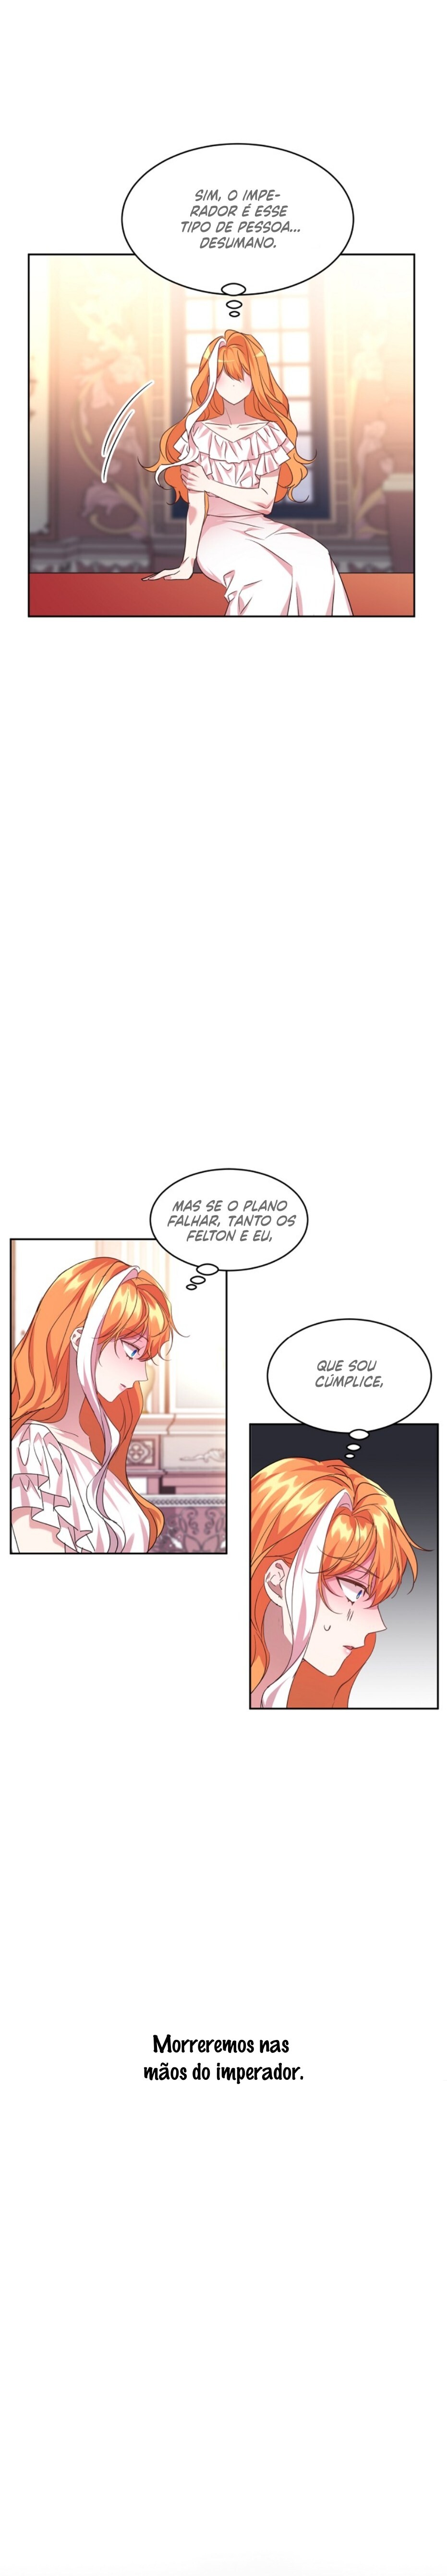 SIM, O IMPE-
RADOR É ESSE
TIPO DE PESSOA...
DESUMANO.
MAS SE O PLANO
FALHAR, TANTO OS
FELTON E EU,
QUE SOU
CÚMPLICE,
Morreremos nas
mãos do imperador.